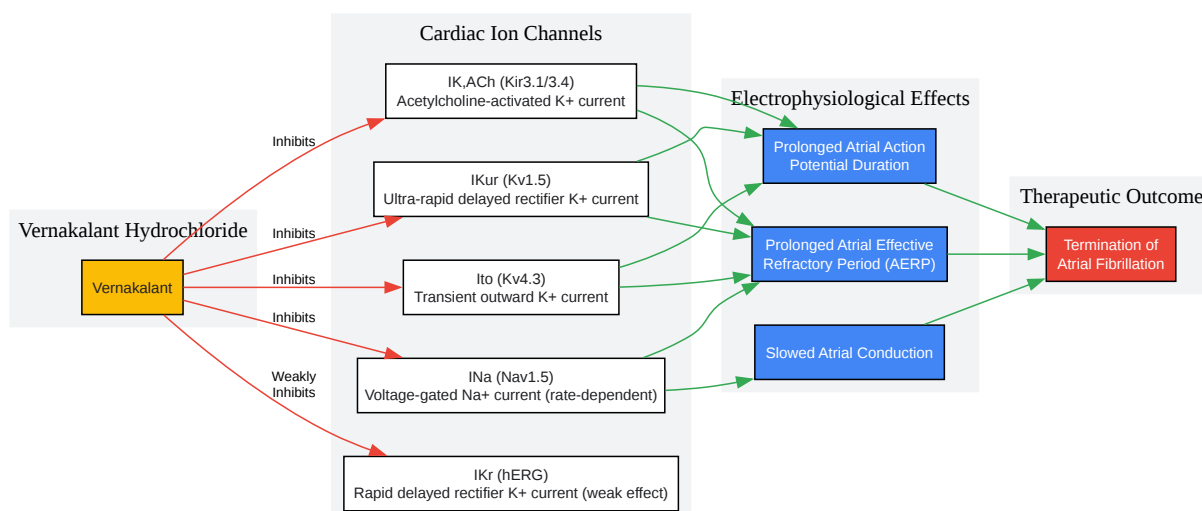 Vernakalant Hydrochloride
Vernakalant
Inhibits
Inhibits
Inhibits
Inhibits
Weakly
Inhibits
Cardiac Ion Channels
IK,ACh (Kir3.1/3.4)
Acetylcholine-activated K+ current
IKur (Kv1.5)
Ultra-rapid delayed rectifier K+ current
Ito (Kv4.3)
Transient outward K+ current
INa (Nav1.5)
Voltage-gated Na+ current (rate-dependent)
IKr (hERG)
Rapid delayed rectifier K+ current (weak effect)
Electrophysiological Effects
Prolonged Atrial Action
Potential Duration
Prolonged Atrial Effective
Refractory Period (AERP)
Slowed Atrial Conduction
Therapeutic Outcome
Termination of
Atrial Fibrillation